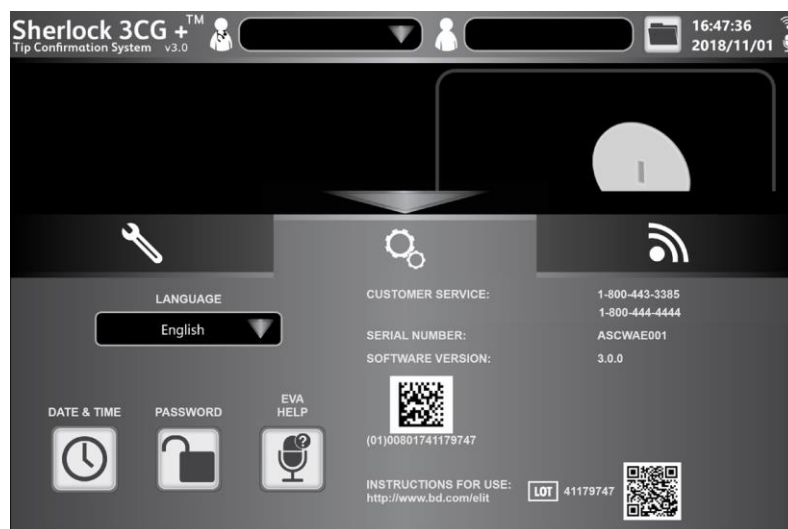 Sherlock 3CG +™
Tip Confirmation System v3.0
16:47:36
2018/11/01
LANGUAGE
English
DATE & TIME
PASSWORD
EVA
HELP
?
CUSTOMER SERVICE: 1-800-443-3385
1-800-444-4444
SERIAL NUMBER: ASCWAE001
SOFTWARE VERSION: 3.0.0
(01)00801741179747
INSTRUCTIONS FOR USE:
http://www.bd.com/elit
LOT 41179747